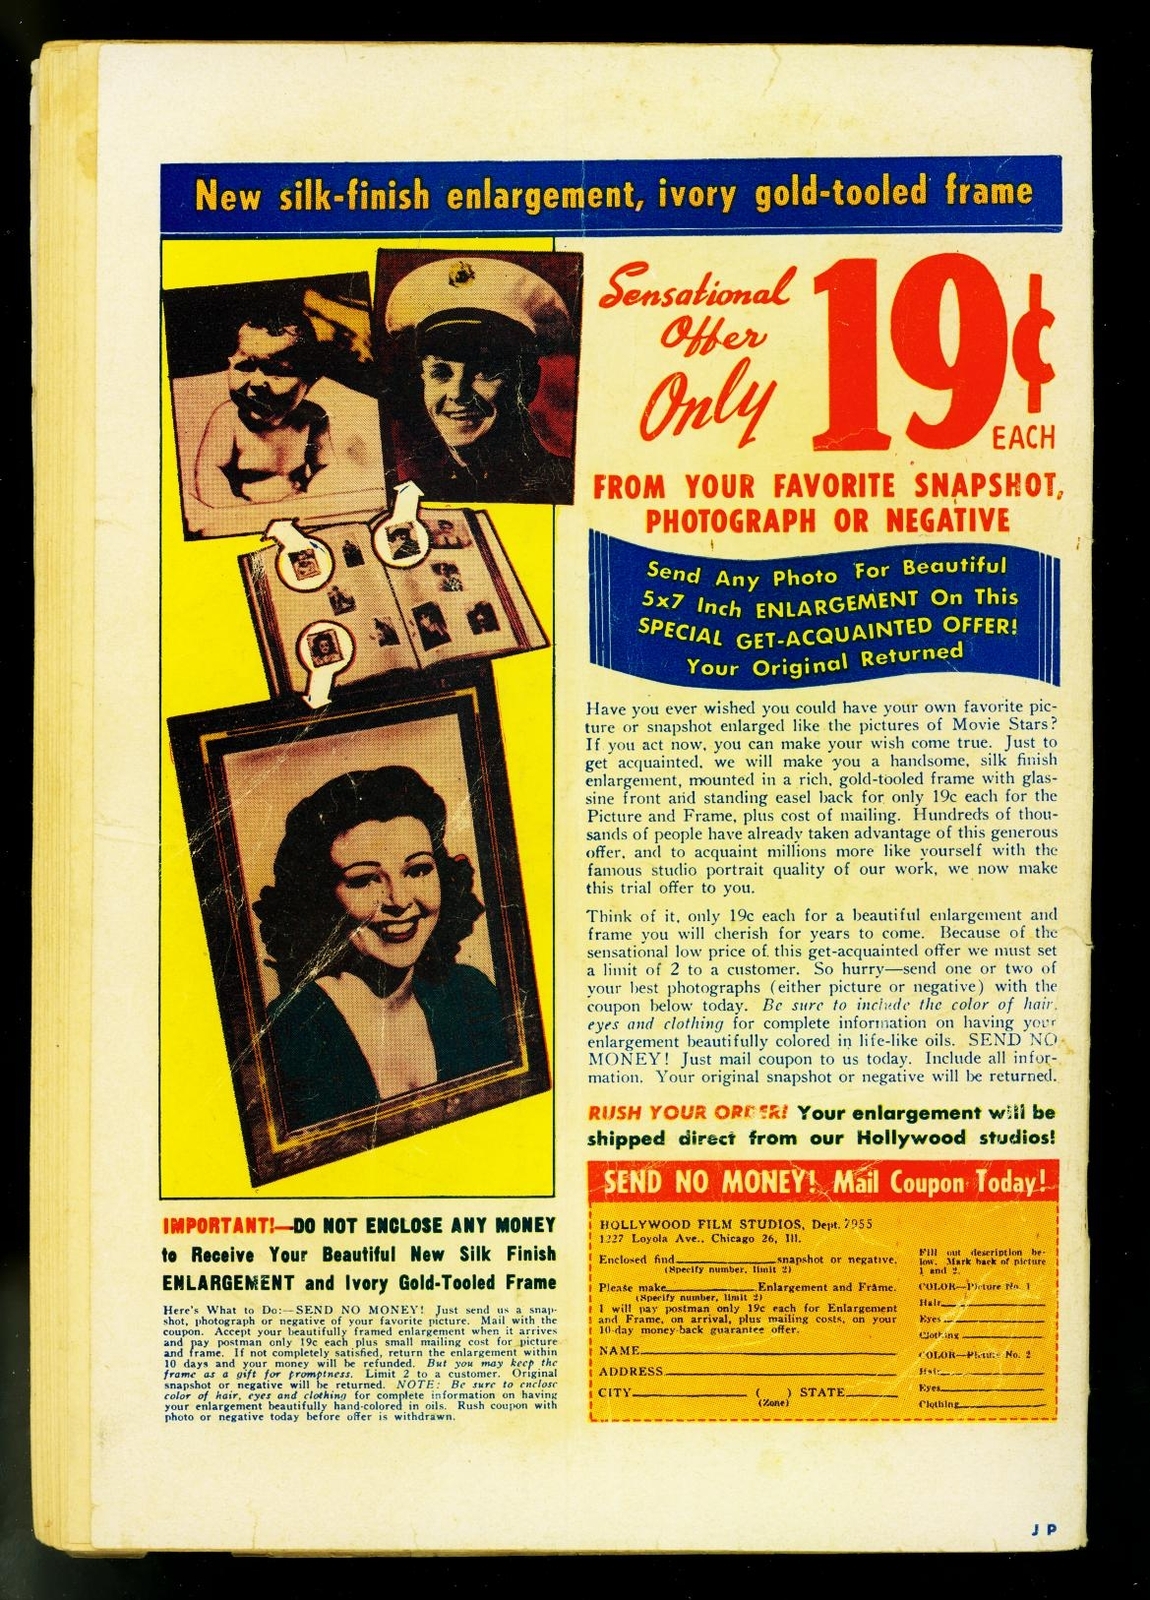 New silk-finish enlargement, ivory gold-tooled frame
Sensational
Offer
Only
19¢
EACH
FROM YOUR FAVORITE SNAPSHOT,
PHOTOGRAPH OR NEGATIVE
Send Any Photo For Beautiful
5x7 Inch ENLARGEMENT On This
SPECIAL GET-ACQUAINTED OFFER!
Your Original Returned
Have you ever wished you could have your own favorite pic-
ture or snapshot enlarged like the pictures of Movie Stars?
If you act now, you can make your wish come true. Just to
get acquainted, we will make you a handsome, silk finish
enlargement, mounted in a rich, gold-tooled frame with glas-
sine front and standing easel back for only 19c each for the
Picture and Frame, plus cost of mailing. Hundreds of thou-
sands of people have already taken advantage of this generous
offer, and to acquaint millions more like yourself with the
famous studio portrait quality of our work, we now make
this trial offer to you.
Think of it, only 19c each for a beautiful enlargement and
frame you will cherish for years to come. Because of the
sensational low price of this get-acquainted offer we must set
a limit of 2 to a customer. So hurry—send one or two of
your best photographs (either picture or negative) with the
coupon below today. Be sure to include the color of hair,
eyes and clothing for complete information on having your
enlargement beautifully colored in life-like oils. SEND NO
MONEY! Just mail coupon to us today. Include all infor-
mation. Your original snapshot or negative will be returned.
RUSH YOUR ORDER! Your enlargement will be
shipped direct from our Hollywood studios!
IMPORTANT!—DO NOT ENCLOSE ANY MONEY
to Receive Your Beautiful New Silk Finish
ENLARGEMENT and Ivory Gold-Tooled Frame
Here's What to Do:—SEND NO MONEY! Just send us a snap-
shot, photograph or negative of your favorite picture. Mail with the
coupon. Accept your beautifully framed enlargement when it arrives
and pay postman only 19c each plus small mailing cost for picture
and frame. If not completely satisfied, return the enlargement within
10 days and your money will be refunded. But you may keep the
frame as a gift for promptness. Limit 2 to a customer. Original
snapshot or negative will be returned. NOTE: Be sure to enclose
color of hair, eyes and clothing for complete information on having
your enlargement beautifully hand-colored in oils. Rush coupon with
photo or negative today before offer is withdrawn.
SEND NO MONEY! Mail Coupon Today!
HOLLYWOOD FILM STUDIOS, Dept. 7955
1227 Loyola Ave., Chicago 26, Ill.
Enclosed find snapshot or negative.
(Specify number, limit 2)
Please make Enlargement and Frame.
(Specify number, limit 2)
I will pay postman only 19c each for Enlargement
and Frame, on arrival, plus mailing costs, on your
10-day money-back guarantee offer.
NAME
ADDRESS
CITY ( ) STATE
(Zone)
Fill out description be-
low. Mark back of picture
1 and 2.
COLOR—Picture No. 1
Hair
Eyes
Clothing
COLOR—Picture No. 2
Hair
Eyes
Clothing
J P